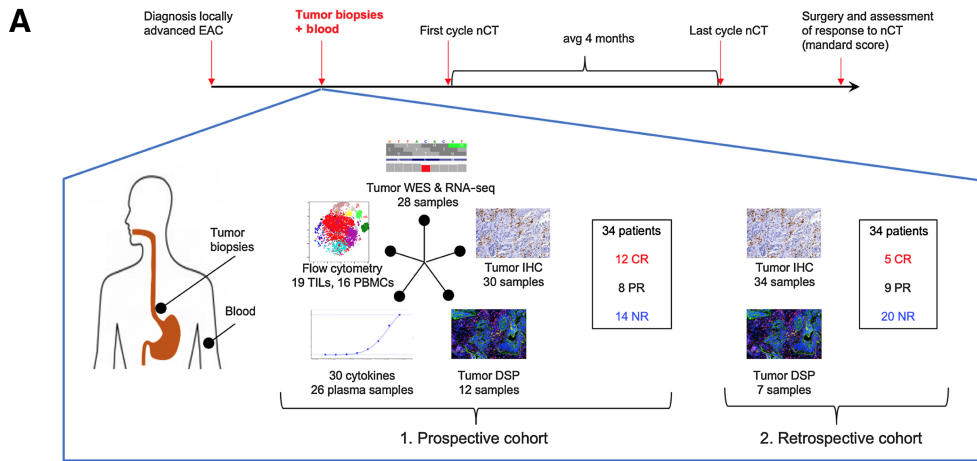 A
Diagnosis locally
advanced EAC
Tumor biopsies
+ blood
First cycle nCT
avg 4 months
Last cycle nCT
Surgery and assessment
of response to nCT
(mandard score)
Tumor
biopsies
Blood
Tumor WES & RNA-seq
28 samples
Flow cytometry
19 TILs, 16 PBMCs
Tumor IHC
30 samples
30 cytokines
26 plasma samples
Tumor DSP
12 samples
34 patients
12 CR
8 PR
14 NR
1. Prospective cohort
Tumor IHC
34 samples
Tumor DSP
7 samples
34 patients
5 CR
9 PR
20 NR
2. Retrospective cohort